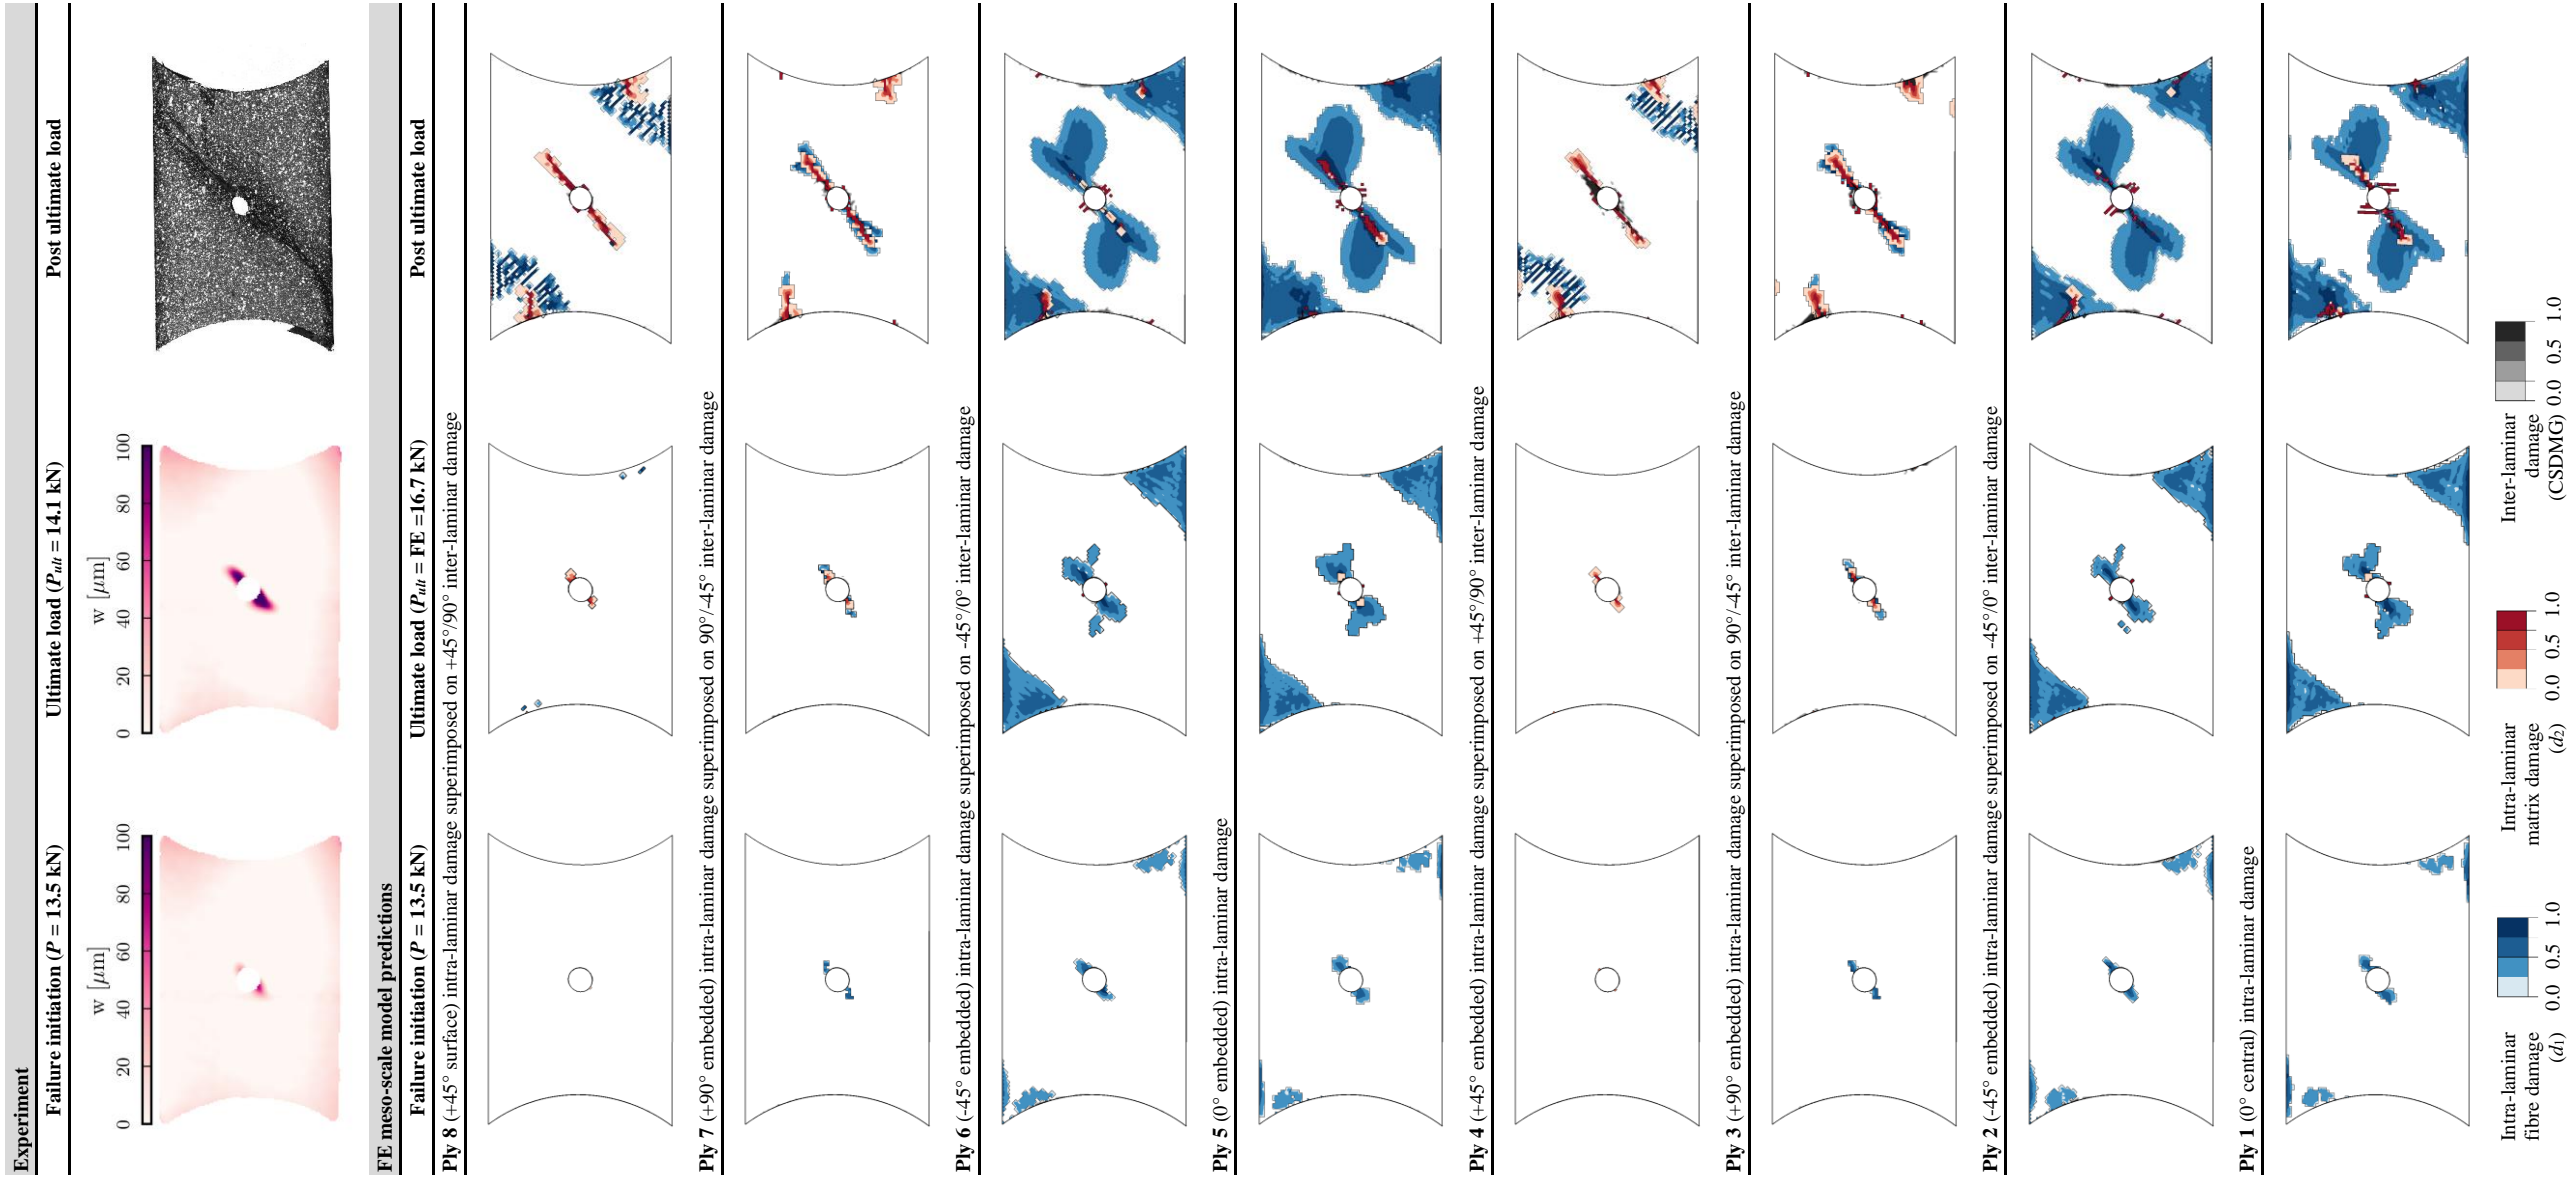 Experiment
Failure initiation (P = 13.5 kN)
Ultimate load (Pult = 14.1 kN)
Post ultimate load
w [μm]
0 20 40 60 80 100
w [μm]
0 20 40 60 80 100
FE meso-scale model predictions
Failure initiation (P = 13.5 kN)
Ultimate load (Pult = FE =16.7 kN)
Post ultimate load
Ply 8 (+45° surface) intra-laminar damage superimposed on +45°/90° inter-laminar damage
Ply 7 (+90° embedded) intra-laminar damage superimposed on 90°/-45° inter-laminar damage
Ply 6 (-45° embedded) intra-laminar damage superimposed on -45°/0° inter-laminar damage
Ply 5 (0° embedded) intra-laminar damage
Ply 4 (+45° embedded) intra-laminar damage superimposed on +45°/90° inter-laminar damage
Ply 3 (+90° embedded) intra-laminar damage superimposed on 90°/-45° inter-laminar damage
Ply 2 (-45° embedded) intra-laminar damage superimposed on -45°/0° inter-laminar damage
Ply 1 ((0° central) intra-laminar damage
Intra-laminar
fibre damage
(d1)
0.0 0.5 1.0
Intra-laminar
matrix damage
(d2)
0.0 0.5 1.0
Inter-laminar
damage
(CSDMG)
0.0 0.5 1.0